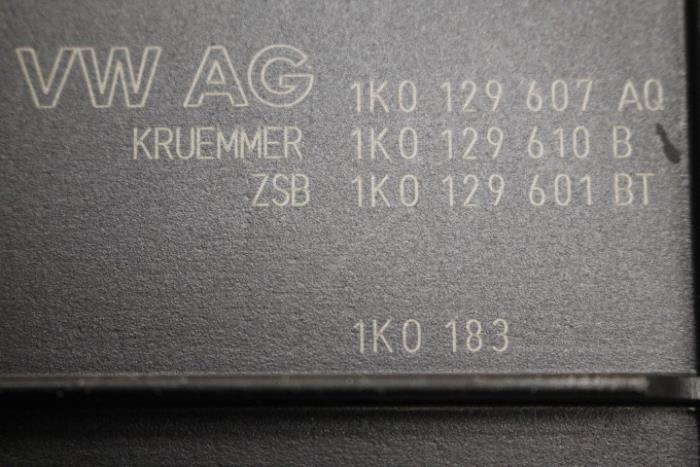 VW AG 1K0 129 607 AQ
KRUEMMER 1K0 129 610 B
ZSB 1K0 129 601 BT
1K0 183